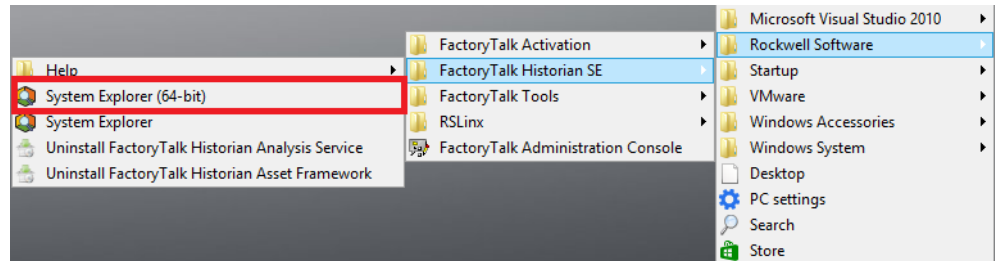 Microsoft Visual Studio 2010
Rockwell Software
Startup
VMware
Windows Accessories
Windows System
Desktop
PC settings
Search
Store
FactoryTalk Activation
FactoryTalk Historian SE
FactoryTalk Tools
RSLinx
FactoryTalk Administration Console
Help
System Explorer (64-bit)
System Explorer
Uninstall FactoryTalk Historian Analysis Service
Uninstall FactoryTalk Historian Asset Framework